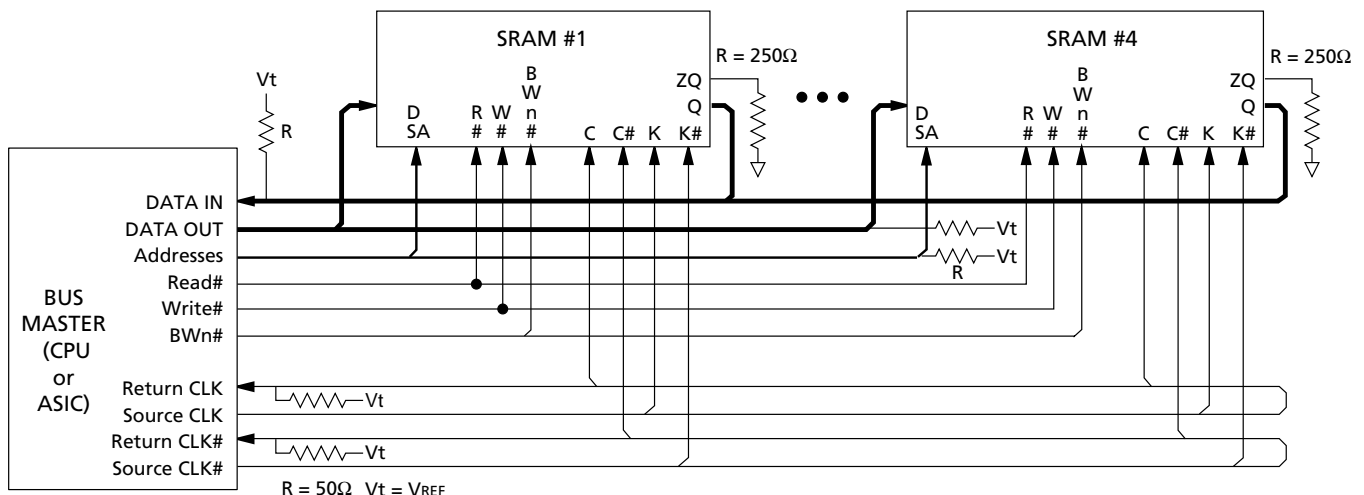 SRAM #1
R = 250Ω
ZQ
Q
D
SA
R
#
W
#
B
W
n
#
C
C#
K
K#
SRAM #4
R = 250Ω
ZQ
Q
D
SA
R
#
W
#
B
W
n
#
C
C#
K
K#
Vt
R
BUS
MASTER
(CPU
or
ASIC)
DATA IN
DATA OUT
Addresses
Read#
Write#
BWn#
Return CLK
Source CLK
Return CLK#
Source CLK#
Vt
Vt
R
Vt
Vt
R = 50Ω Vt = VREF